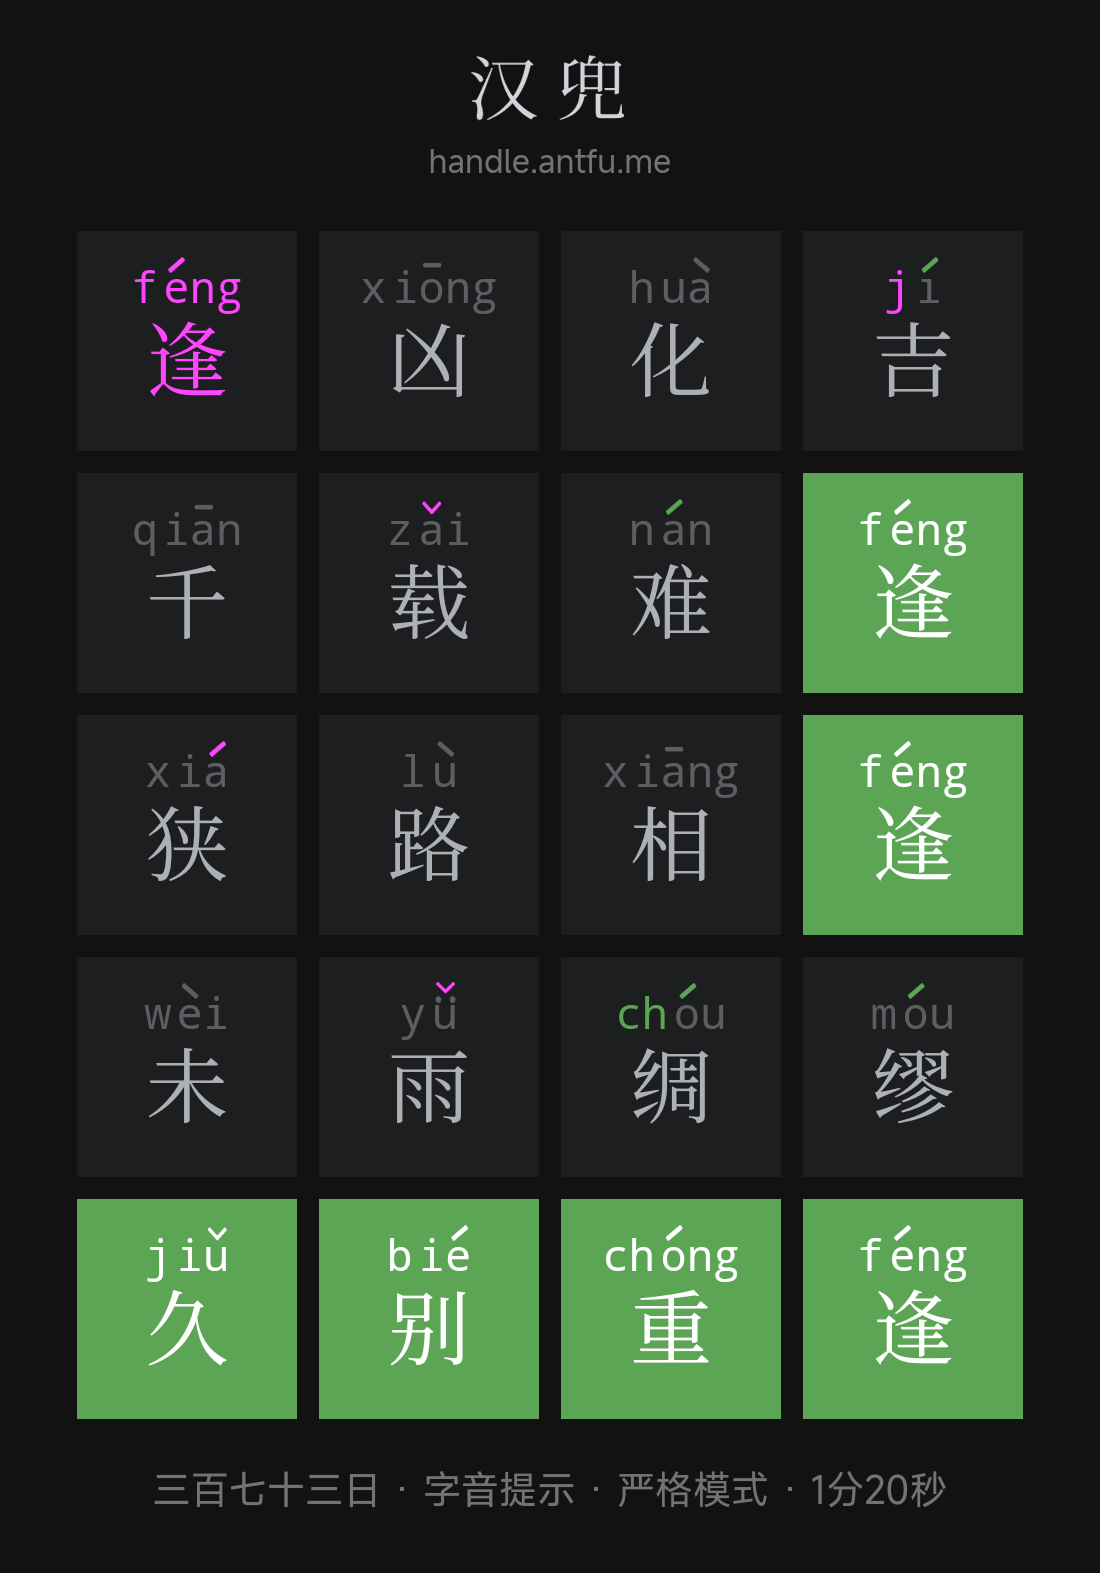 汉兜
handle.antfu.me
féng xiōng huà jí
逢 凶 化 吉
qiān zǎi nán féng
千 载 难 逢
xiá lù xiāng féng
狭 路 相 逢
wèi yǚ chóu móu
未 雨 绸 缪
jiǔ bié chóng féng
久 别 重 逢
三百七十三日 · 字音提示 · 严格模式 · 1分20秒